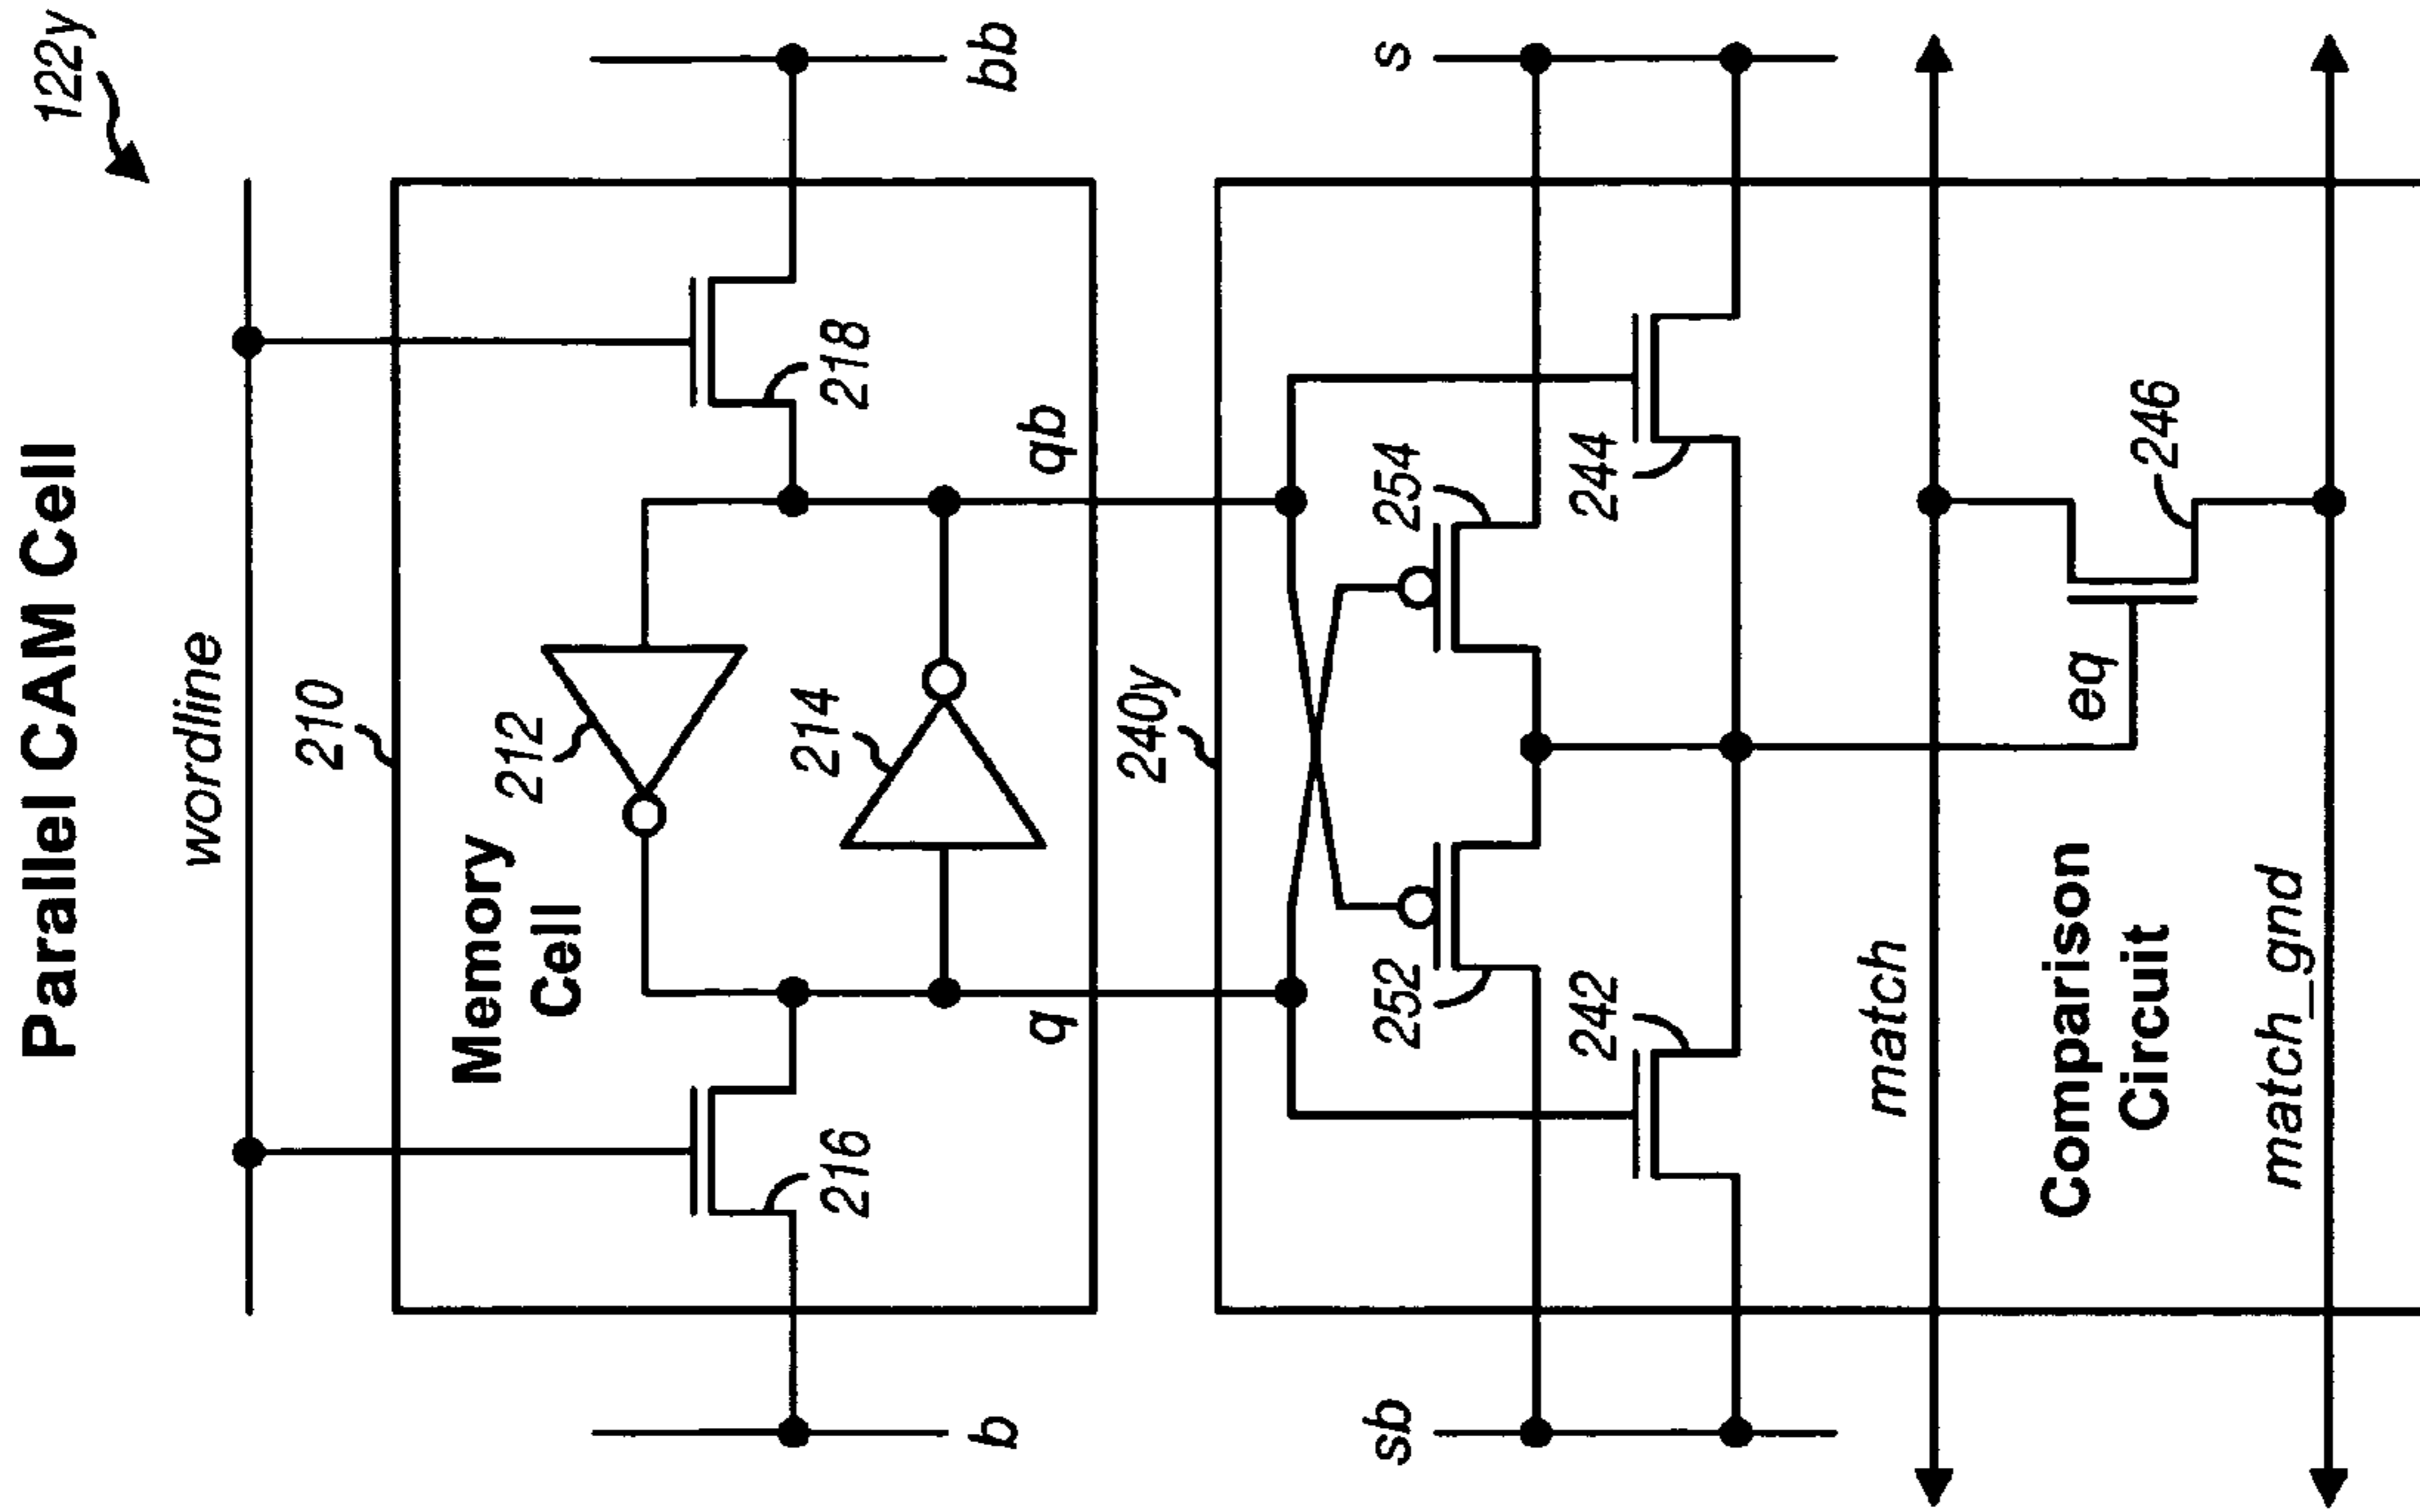 Parallel CAM Cell
122y
wordline
210
Memory
Cell
212
214
216
218
b
bb
q
qb
240y
sb
s
252
254
242
244
match
eq
246
Comparison
Circuit
match_gnd